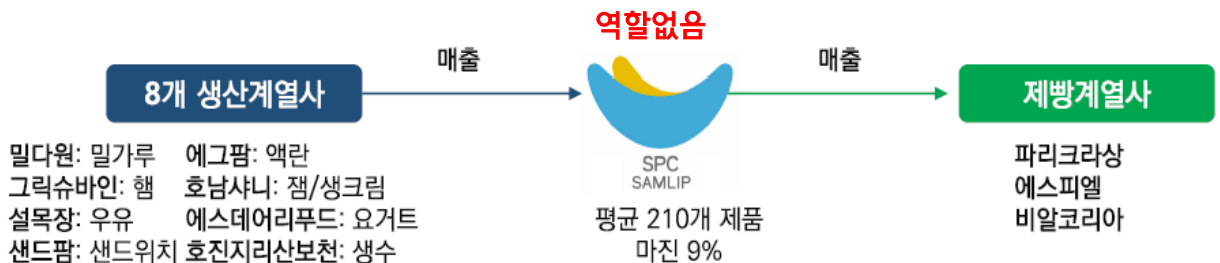 역할없음
매출
매출
8개 생산계열사
제빵계열사
밀다원: 밀가루 에그팜: 액란
그릭슈바인: 햄 호남샤니: 잼/생크림
설목장: 우유 에스데어리푸드: 요거트
샌드팜: 샌드위치 호진지리산보천: 생수
SPC
SAMLIP
평균 210개 제품
마진 9%
파리크라상
에스피엘
비알코리아